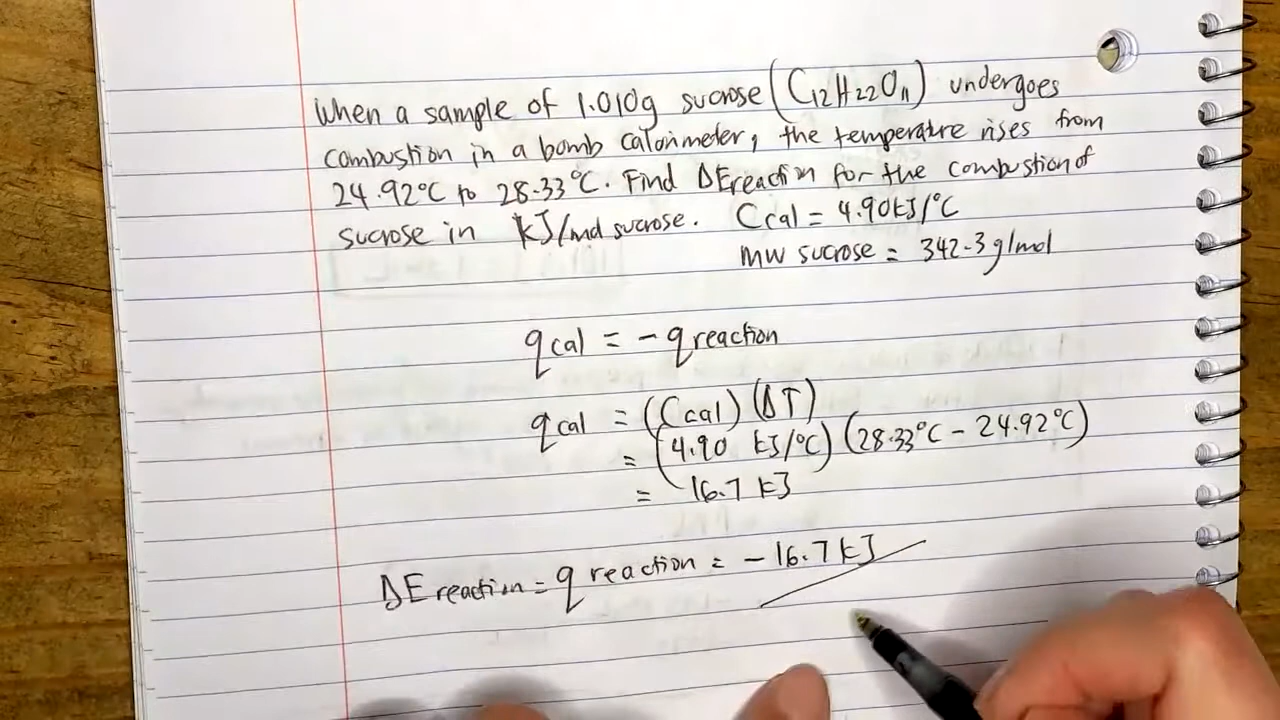 When a sample of 1.010g sucrose (C12H22O11) undergoes
combustion in a bomb calorimeter, the temperature rises from
24.92°C to 28.33°C. Find ΔEreaction for the combustion of
sucrose in kJ/mol sucrose. Ccal = 4.90kJ/°C
mw sucrose = 342.3 g/mol
qcal = - qreaction
qcal = (Ccal) (ΔT)
= (4.90 kJ/°C) (28.33°C - 24.92°C)
= 16.7 kJ
ΔE reaction = q reaction = - 16.7 kJ